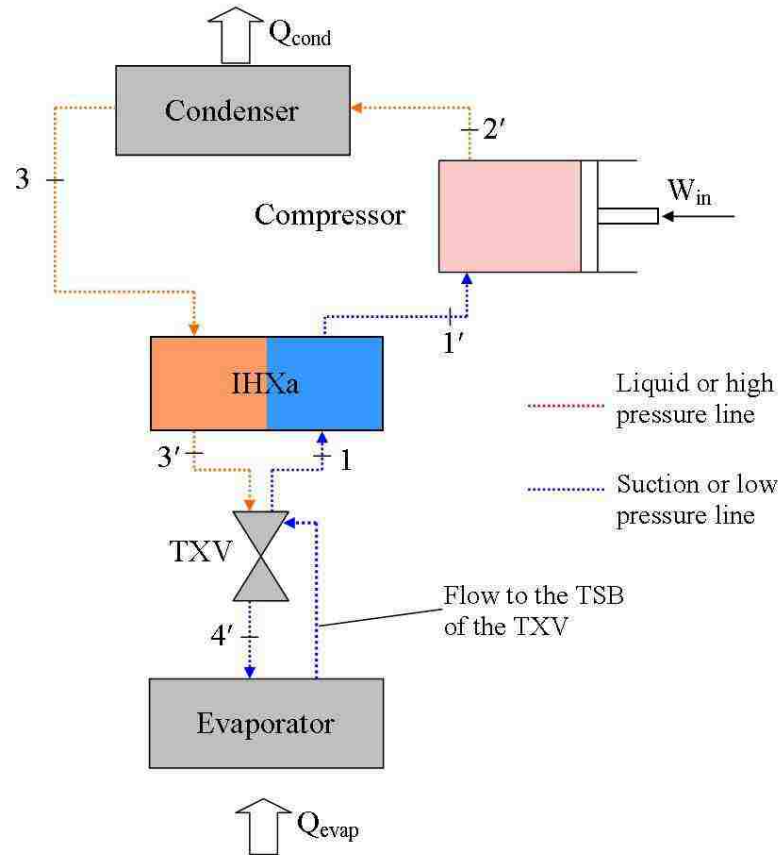 Q_cond
Condenser
2′
3
Compressor
W_in
1′
IHXa
Liquid or high
pressure line
3′
1
Suction or low
pressure line
TXV
Flow to the TSB
of the TXV
4′
Evaporator
Q_evap